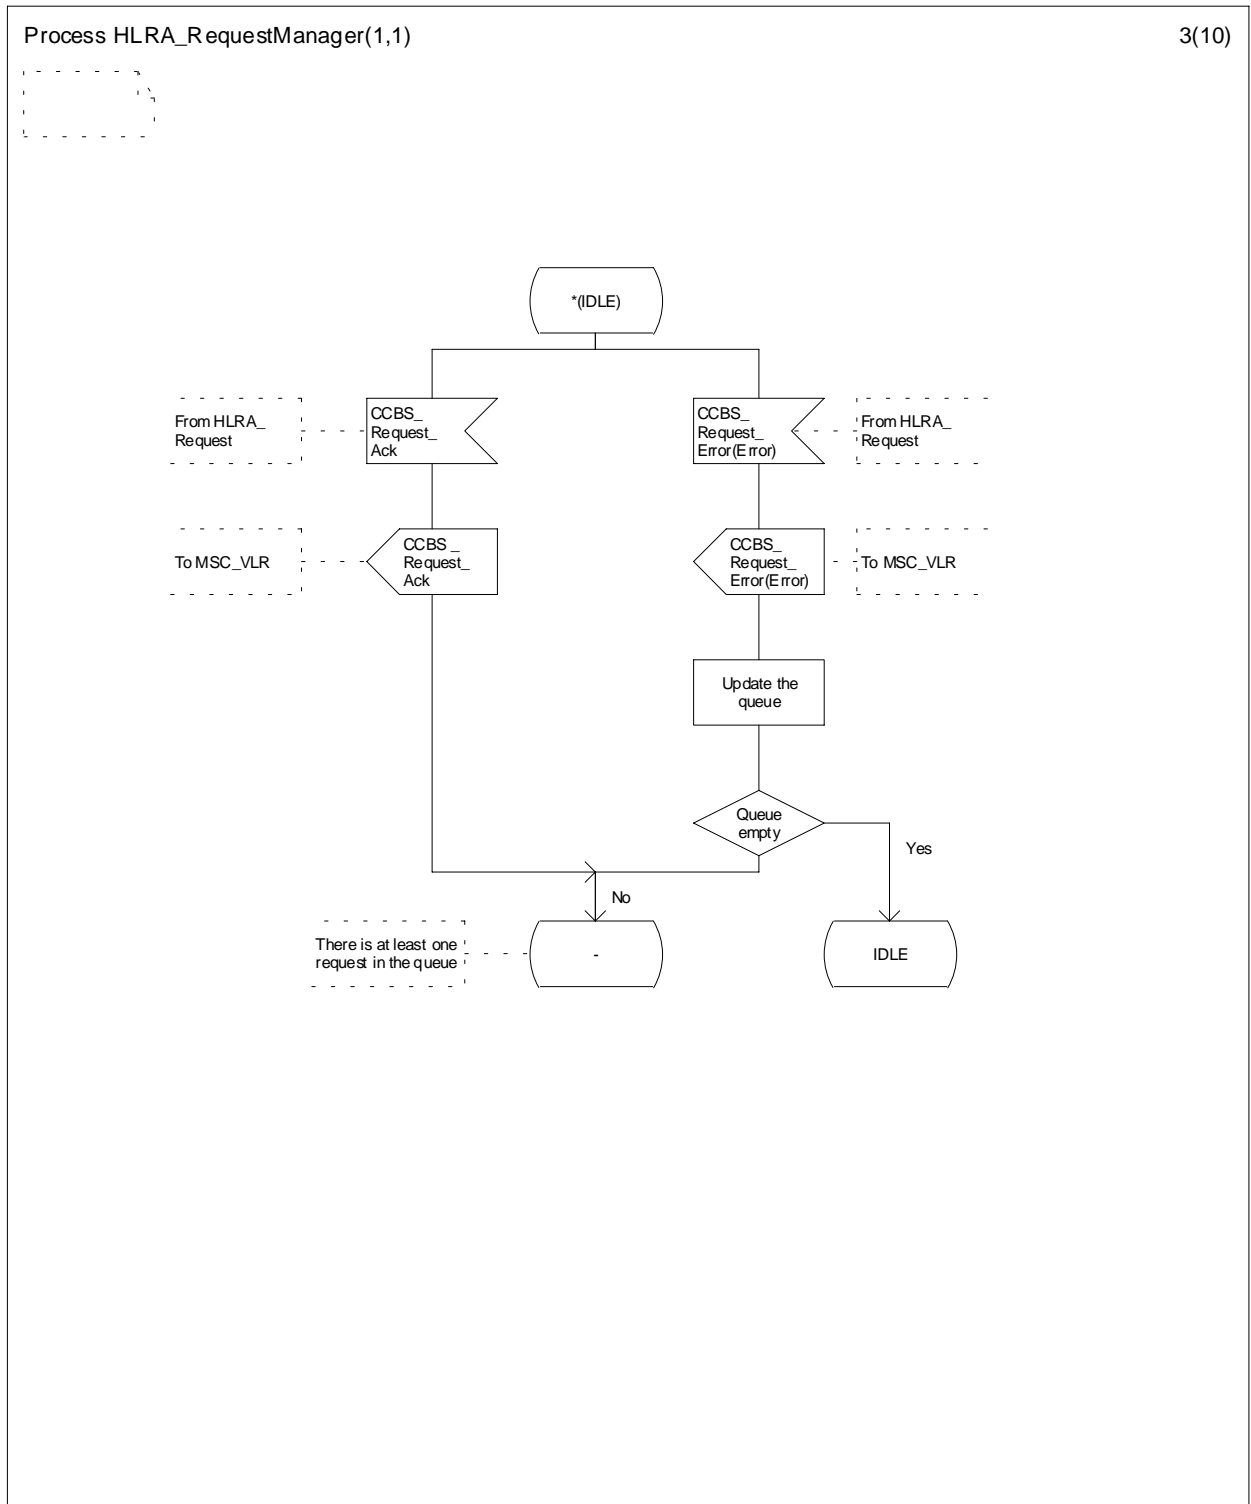 Process HLRA_RequestManager(1,1)
3(10)
*(IDLE)
From HLRA_
Request
CCBS_
Request_
Ack
CCBS_
Request_
Error(Error)
From HLRA_
Request
To MSC_VLR
CCBS_
Request_
Ack
CCBS_
Request_
Error(Error)
To MSC_VLR
Update the
queue
Queue
empty
Yes
No
There is at least one
request in the queue
-
IDLE